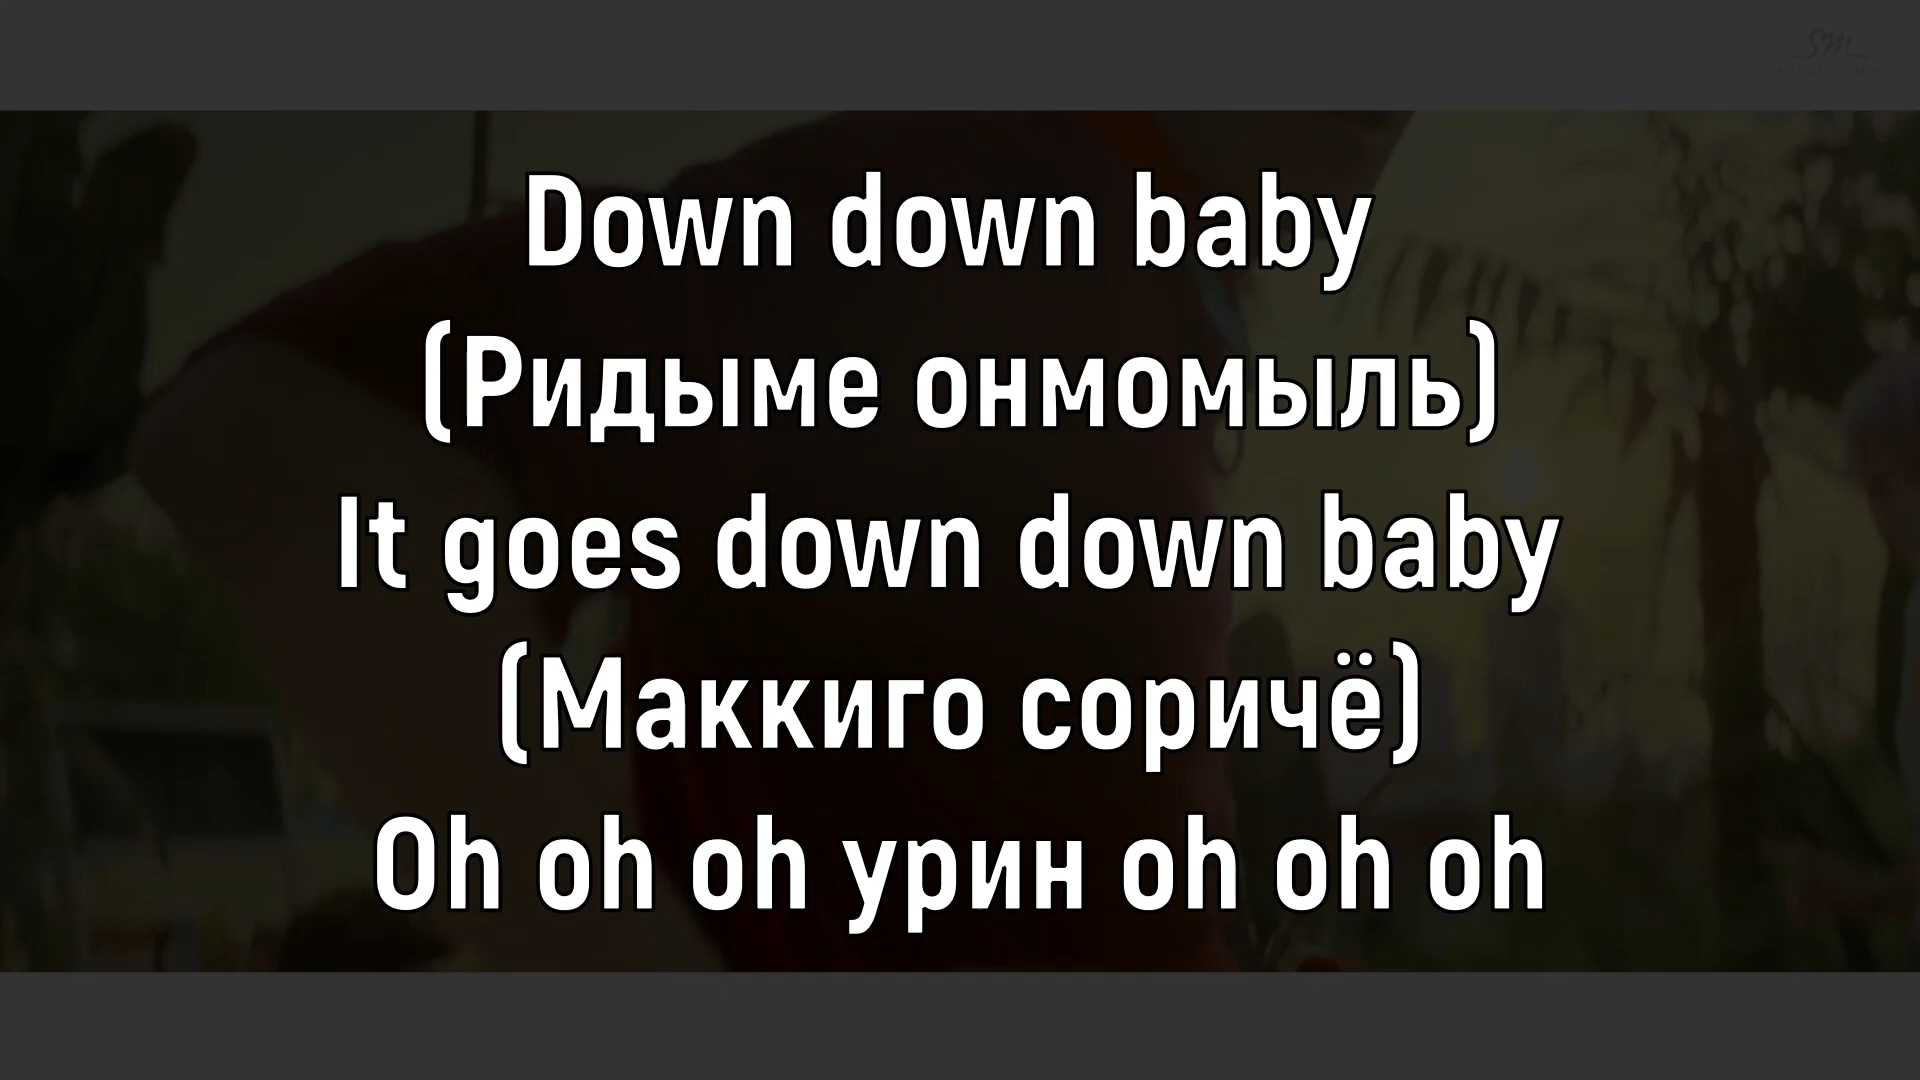 Down down baby
(Ридыме онмомыль)
It goes down down baby
(Маккиго соричё)
Oh oh oh урин oh oh oh